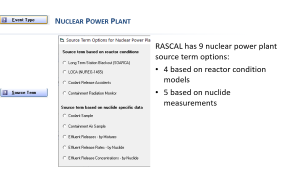 Event Type
NUCLEAR POWER PLANT
Source Term Options for Nuclear Power Pla
Source term based on reactor conditions
Long Term Station Blackout (SOARCA)
LOCA (NUREG-1465)
Coolant Release Accidents
Containment Radiation Monitor
Source Term
Source term based on nuclide specific data
Coolant Sample
Containment Air Sample
Effluent Releases - by Mixtures
Effluent Release Rates - by Nuclide
Effluent Release Concentrations - by Nuclide
RASCAL has 9 nuclear power plant
source term options:
• 4 based on reactor condition
models
• 5 based on nuclide
measurements